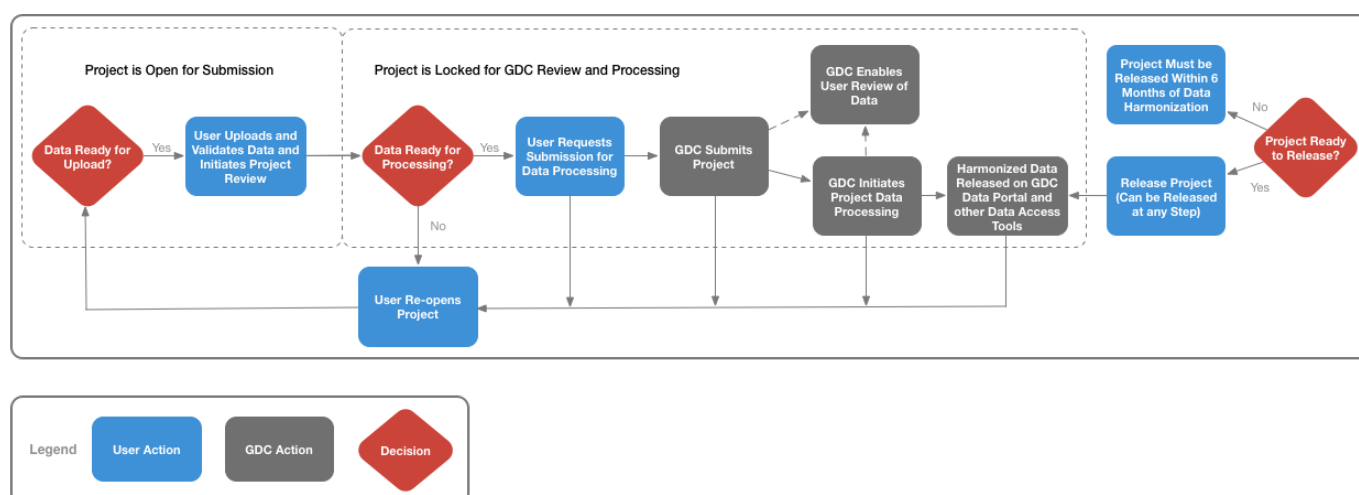 Project is Open for Submission
Project is Locked for GDC Review and Processing
Data Ready for
Upload?
Yes
User Uploads and
Validates Data and
Initiates Project
Review
Data Ready for
Processing?
Yes
No
User Requests
Submission for
Data Processing
GDC Submits
Project
GDC Enables
User Review of
Data
GDC Initiates
Project Data
Processing
Harmonized Data
Released on GDC
Data Portal and
other Data Access
Tools
Project Must be
Released Within 6
Months of Data
Harmonization
No
Project Ready
to Release?
Yes
Release Project
(Can be Released
at any Step)
User Re-opens
Project
Legend
User Action
GDC Action
Decision